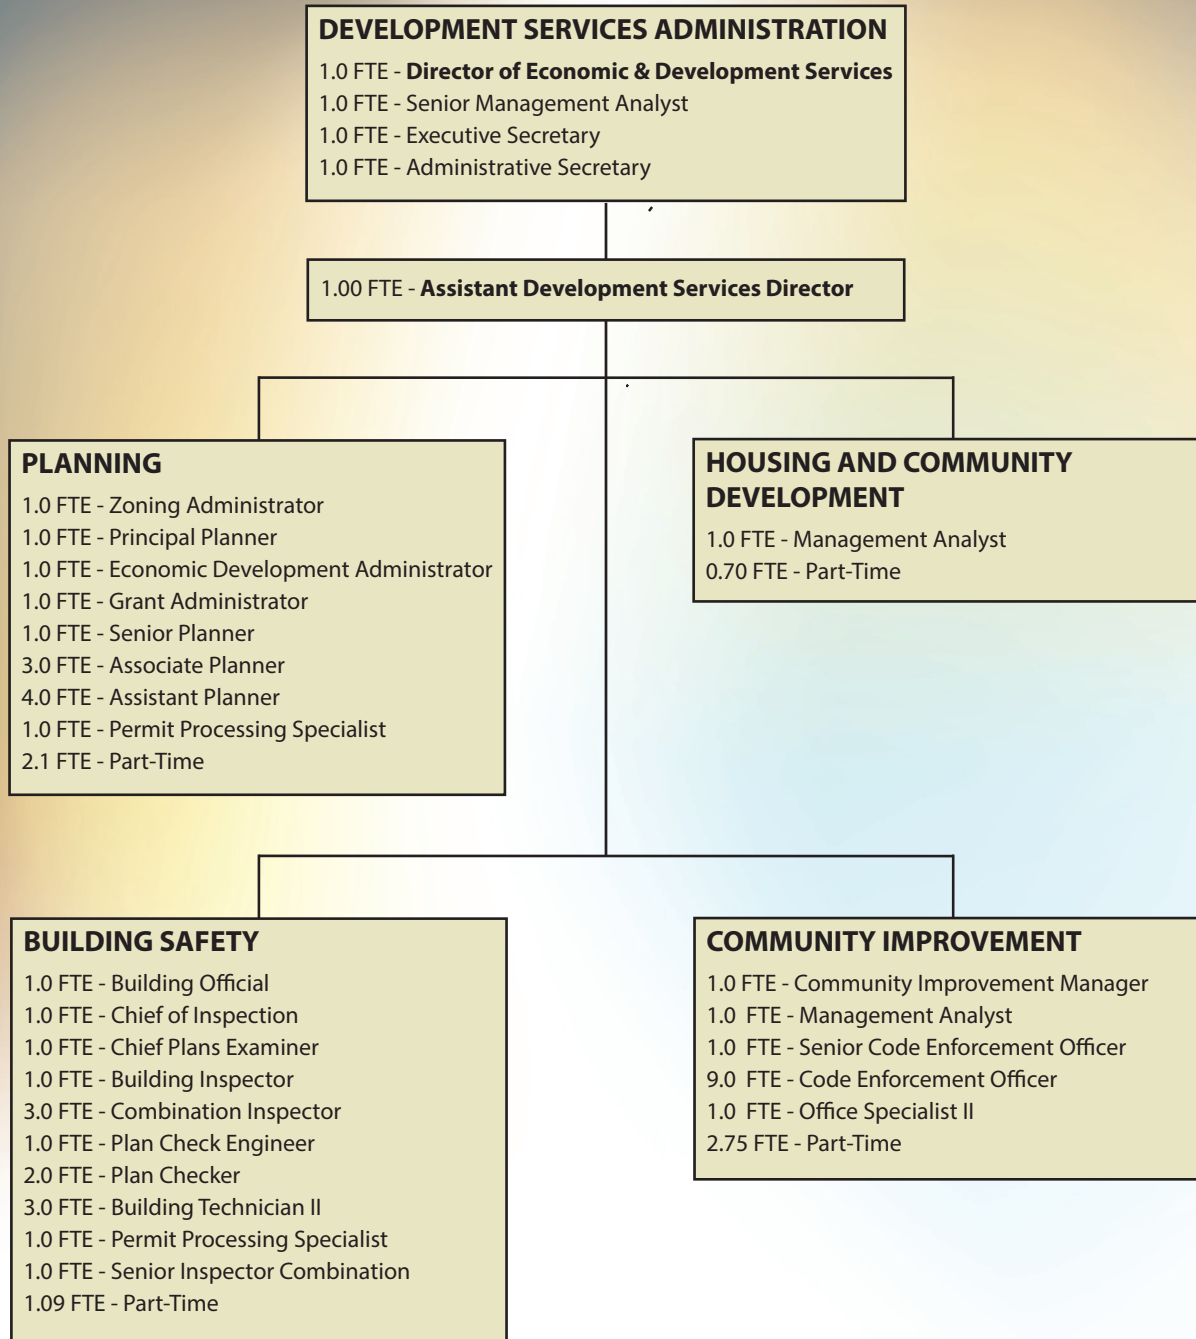 DEVELOPMENT SERVICES ADMINISTRATION
1.0 FTE - Director of Economic & Development Services
1.0 FTE - Senior Management Analyst
1.0 FTE - Executive Secretary
1.0 FTE - Administrative Secretary
1.00 FTE - Assistant Development Services Director
PLANNING
1.0 FTE - Zoning Administrator
1.0 FTE - Principal Planner
1.0 FTE - Economic Development Administrator
1.0 FTE - Grant Administrator
1.0 FTE - Senior Planner
3.0 FTE - Associate Planner
4.0 FTE - Assistant Planner
1.0 FTE - Permit Processing Specialist
2.1 FTE - Part-Time
HOUSING AND COMMUNITY
DEVELOPMENT
1.0 FTE - Management Analyst
0.70 FTE - Part-Time
BUILDING SAFETY
1.0 FTE - Building Official
1.0 FTE - Chief of Inspection
1.0 FTE - Chief Plans Examiner
1.0 FTE - Building Inspector
3.0 FTE - Combination Inspector
1.0 FTE - Plan Check Engineer
2.0 FTE - Plan Checker
3.0 FTE - Building Technician II
1.0 FTE - Permit Processing Specialist
1.0 FTE - Senior Inspector Combination
1.09 FTE - Part-Time
COMMUNITY IMPROVEMENT
1.0 FTE - Community Improvement Manager
1.0 FTE - Management Analyst
1.0 FTE - Senior Code Enforcement Officer
9.0 FTE - Code Enforcement Officer
1.0 FTE - Office Specialist II
2.75 FTE - Part-Time